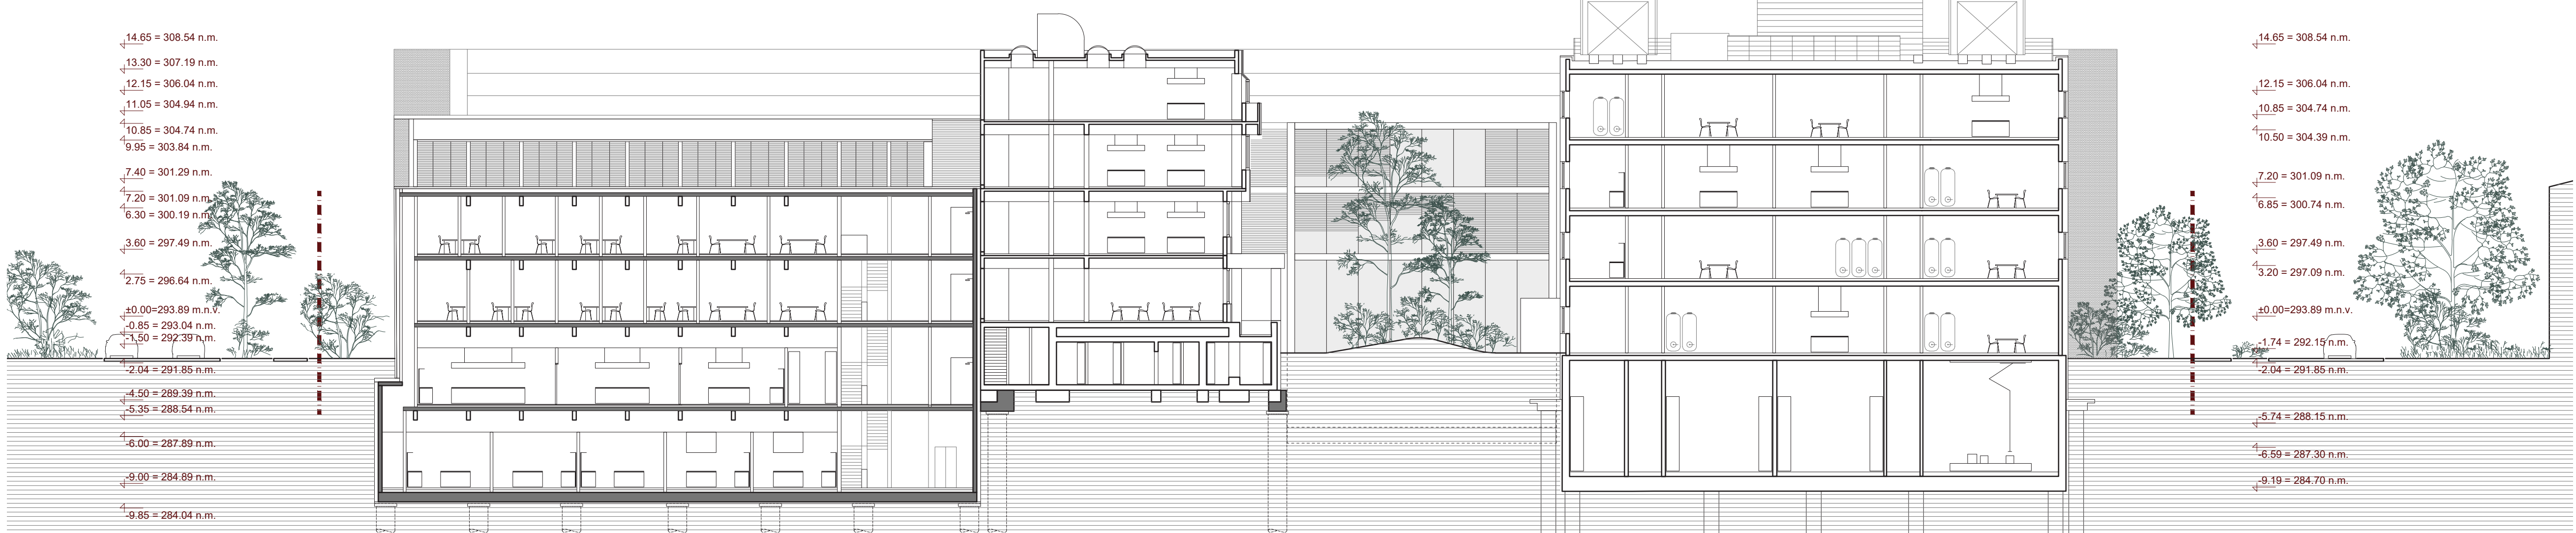 14.65 = 308.54 n.m.
13.30 = 307.19 n.m.
12.15 = 306.04 n.m.
11.05 = 304.94 n.m.
10.85 = 304.74 n.m.
9.95 = 303.84 n.m.
7.40 = 301.29 n.m.
7.20 = 301.09 n.m.
6.30 = 300.19 n.m.
3.60 = 297.49 n.m.
2.75 = 296.64 n.m.
±0.00=293.89 m.n.v.
-0.85 = 293.04 n.m.
-1.50 = 292.39 n.m.
-2.04 = 291.85 n.m.
-4.50 = 289.39 n.m.
-5.35 = 288.54 n.m.
-6.00 = 287.89 n.m.
-9.00 = 284.89 n.m.
-9.85 = 284.04 n.m.
14.65 = 308.54 n.m.
12.15 = 306.04 n.m.
10.85 = 304.74 n.m.
10.50 = 304.39 n.m.
7.20 = 301.09 n.m.
6.85 = 300.74 n.m.
3.60 = 297.49 n.m.
3.20 = 297.09 n.m.
±0.00=293.89 m.n.v.
-1.74 = 292.15 n.m.
-2.04 = 291.85 n.m.
-5.74 = 288.15 n.m.
-6.59 = 287.30 n.m.
-9.19 = 284.70 n.m.